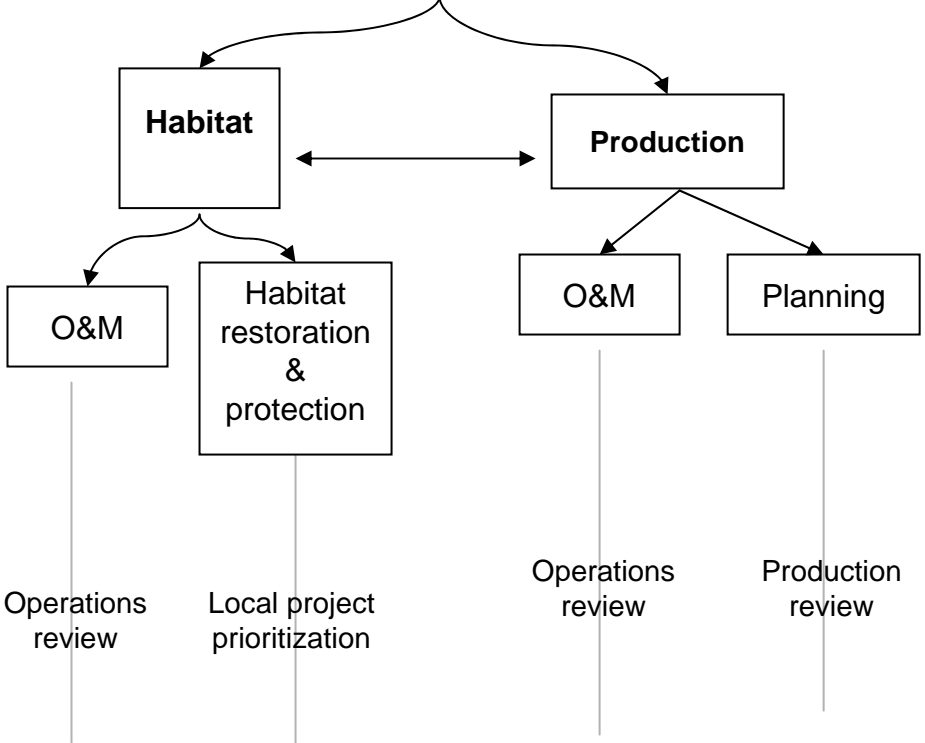 Habitat
Production
O&M
Habitat
restoration
&
protection
O&M
Planning
Operations
review
Local project
prioritization
Operations
review
Production
review